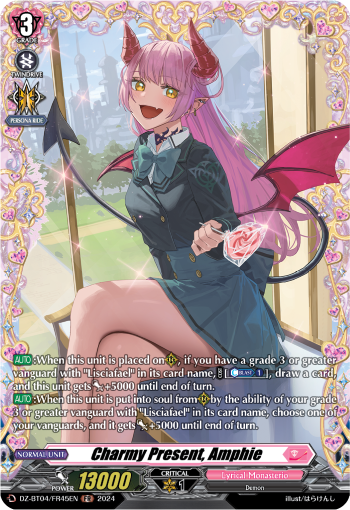 3
GRADE
TWINDRIVE
PERSONA RIDE
AUTO:When this unit is placed on R, if you have a grade 3 or greater
vanguard with "Lisciafael" in its card name, [BLAST 1], draw a card,
and this unit gets +5000 until end of turn.
AUTO:When this unit was put into soul from R by the ability of your grade
3 or greater vanguard with "Lisciafael" in its card name, choose one of
your vanguards, and it gets +5000 until end of turn.
NORMAL UNIT
Charmy Present, Amphie
POWER 13000 CRITICAL 1 Lyrical Monasterio
Demon
DZ-BT04/FR45EN FR 2024 illust/はらけんし